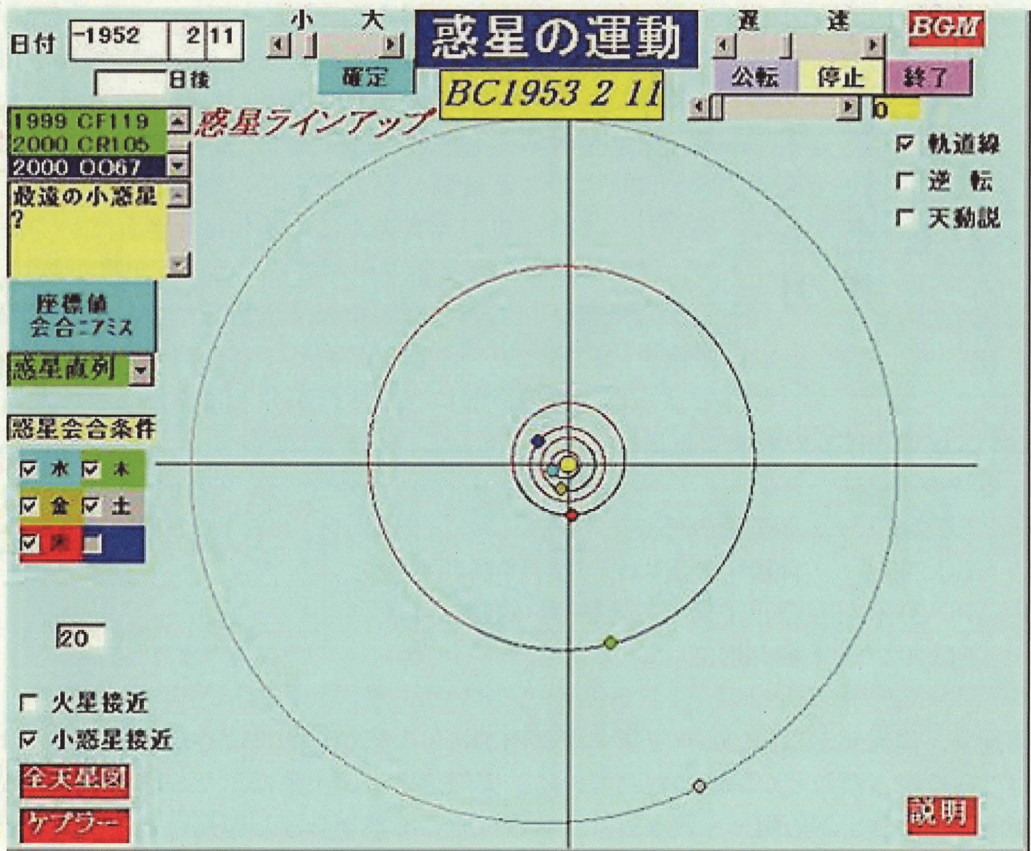 日付 -1952 2 11
小 大
惑星の運動
遅 速
BGM
日後
確定
BC1953 2 11
公転 停止 終了
0
1999 CF119
2000 CR105
2000 OO67
惑星ラインアップ
軌道線
逆 転
天動説
最遠の小惑星
?
座標値
会合ニアミス
惑星直列
惑星会合条件
水 木
金 土
火
20
火星接近
小惑星接近
全天星図
ケプラー
説明